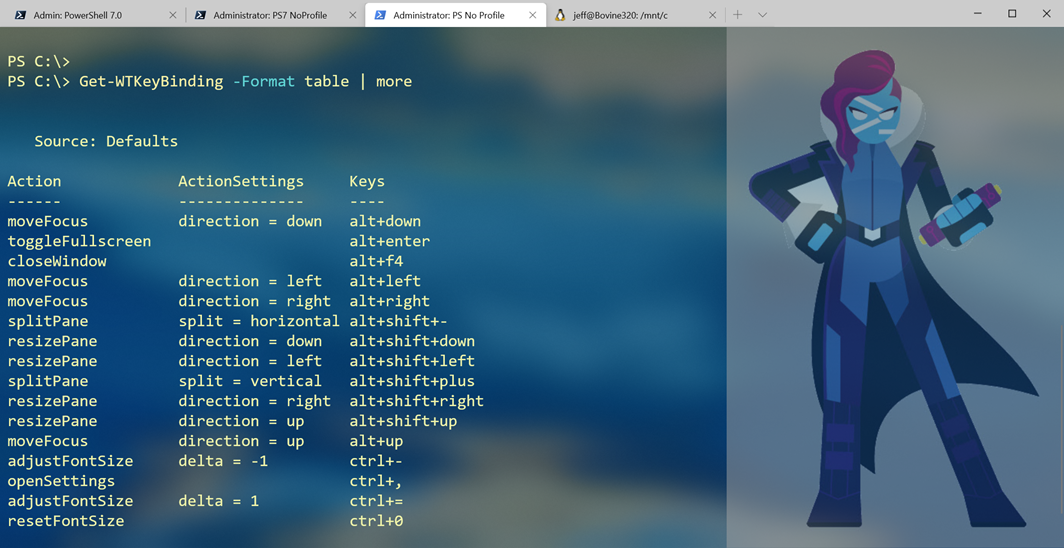 Admin: PowerShell 7.0
Administrator: PS7 NoProfile
Administrator: PS No Profile
jeff@Bovine320: /mnt/c
PS C:\>
PS C:\> Get-WTKeyBinding -Format table | more
Source: Defaults
Action ActionSettings Keys
------ -------------- ----
moveFocus direction = down alt+down
toggleFullscreen alt+enter
closeWindow alt+f4
moveFocus direction = left alt+left
moveFocus direction = right alt+right
splitPane split = horizontal alt+shift+-
resizePane direction = down alt+shift+down
resizePane direction = left alt+shift+left
splitPane split = vertical alt+shift+plus
resizePane direction = right alt+shift+right
resizePane direction = up alt+shift+up
moveFocus direction = up alt+up
adjustFontSize delta = -1 ctrl+-
openSettings ctrl+,
adjustFontSize delta = 1 ctrl+=
resetFontSize ctrl+0